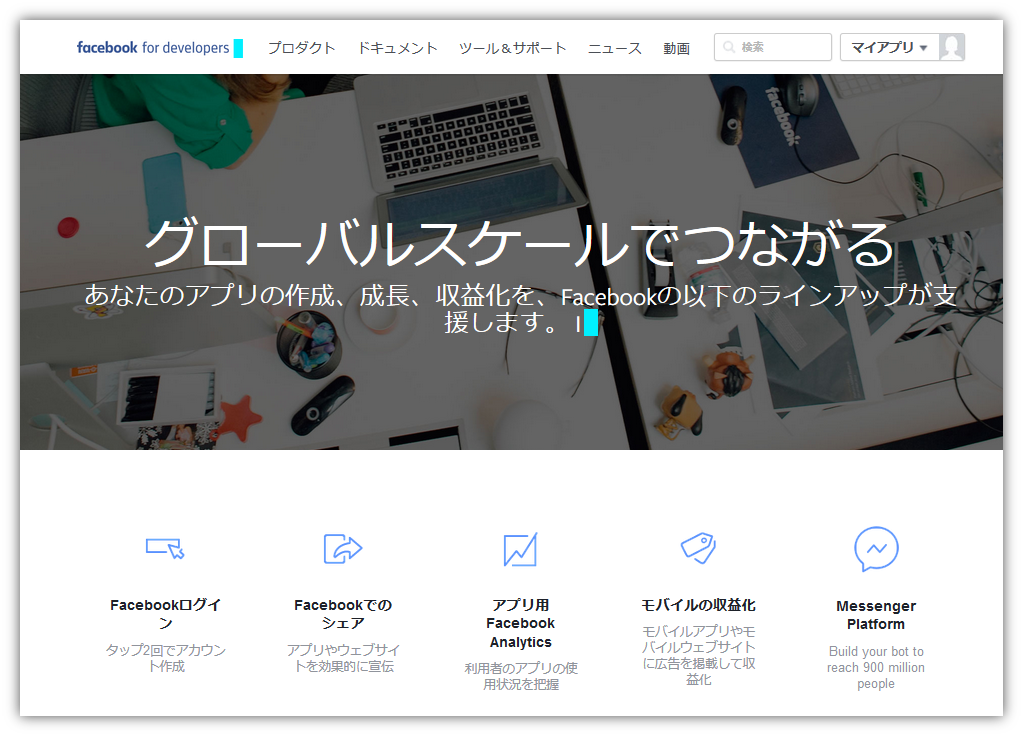 facebook for developers プロダクト ドキュメント ツール＆サポート ニュース 動画 検索 マイアプリ
facebook
グローバルスケールでつながる
あなたのアプリの作成、成長、収益化を、Facebookの以下のラインアップが支
援します。 |
Facebookログイ
ン
タップ2回でアカウン
ト作成
Facebookでの
シェア
アプリやウェブサイ
トを効果的に宣伝
アプリ用
Facebook
Analytics
利用者のアプリの使
用状況を把握
モバイルの収益化
モバイルアプリやモ
バイルウェブサイト
に広告を掲載して収
益化
Messenger
Platform
Build your bot to
reach 900 million
people